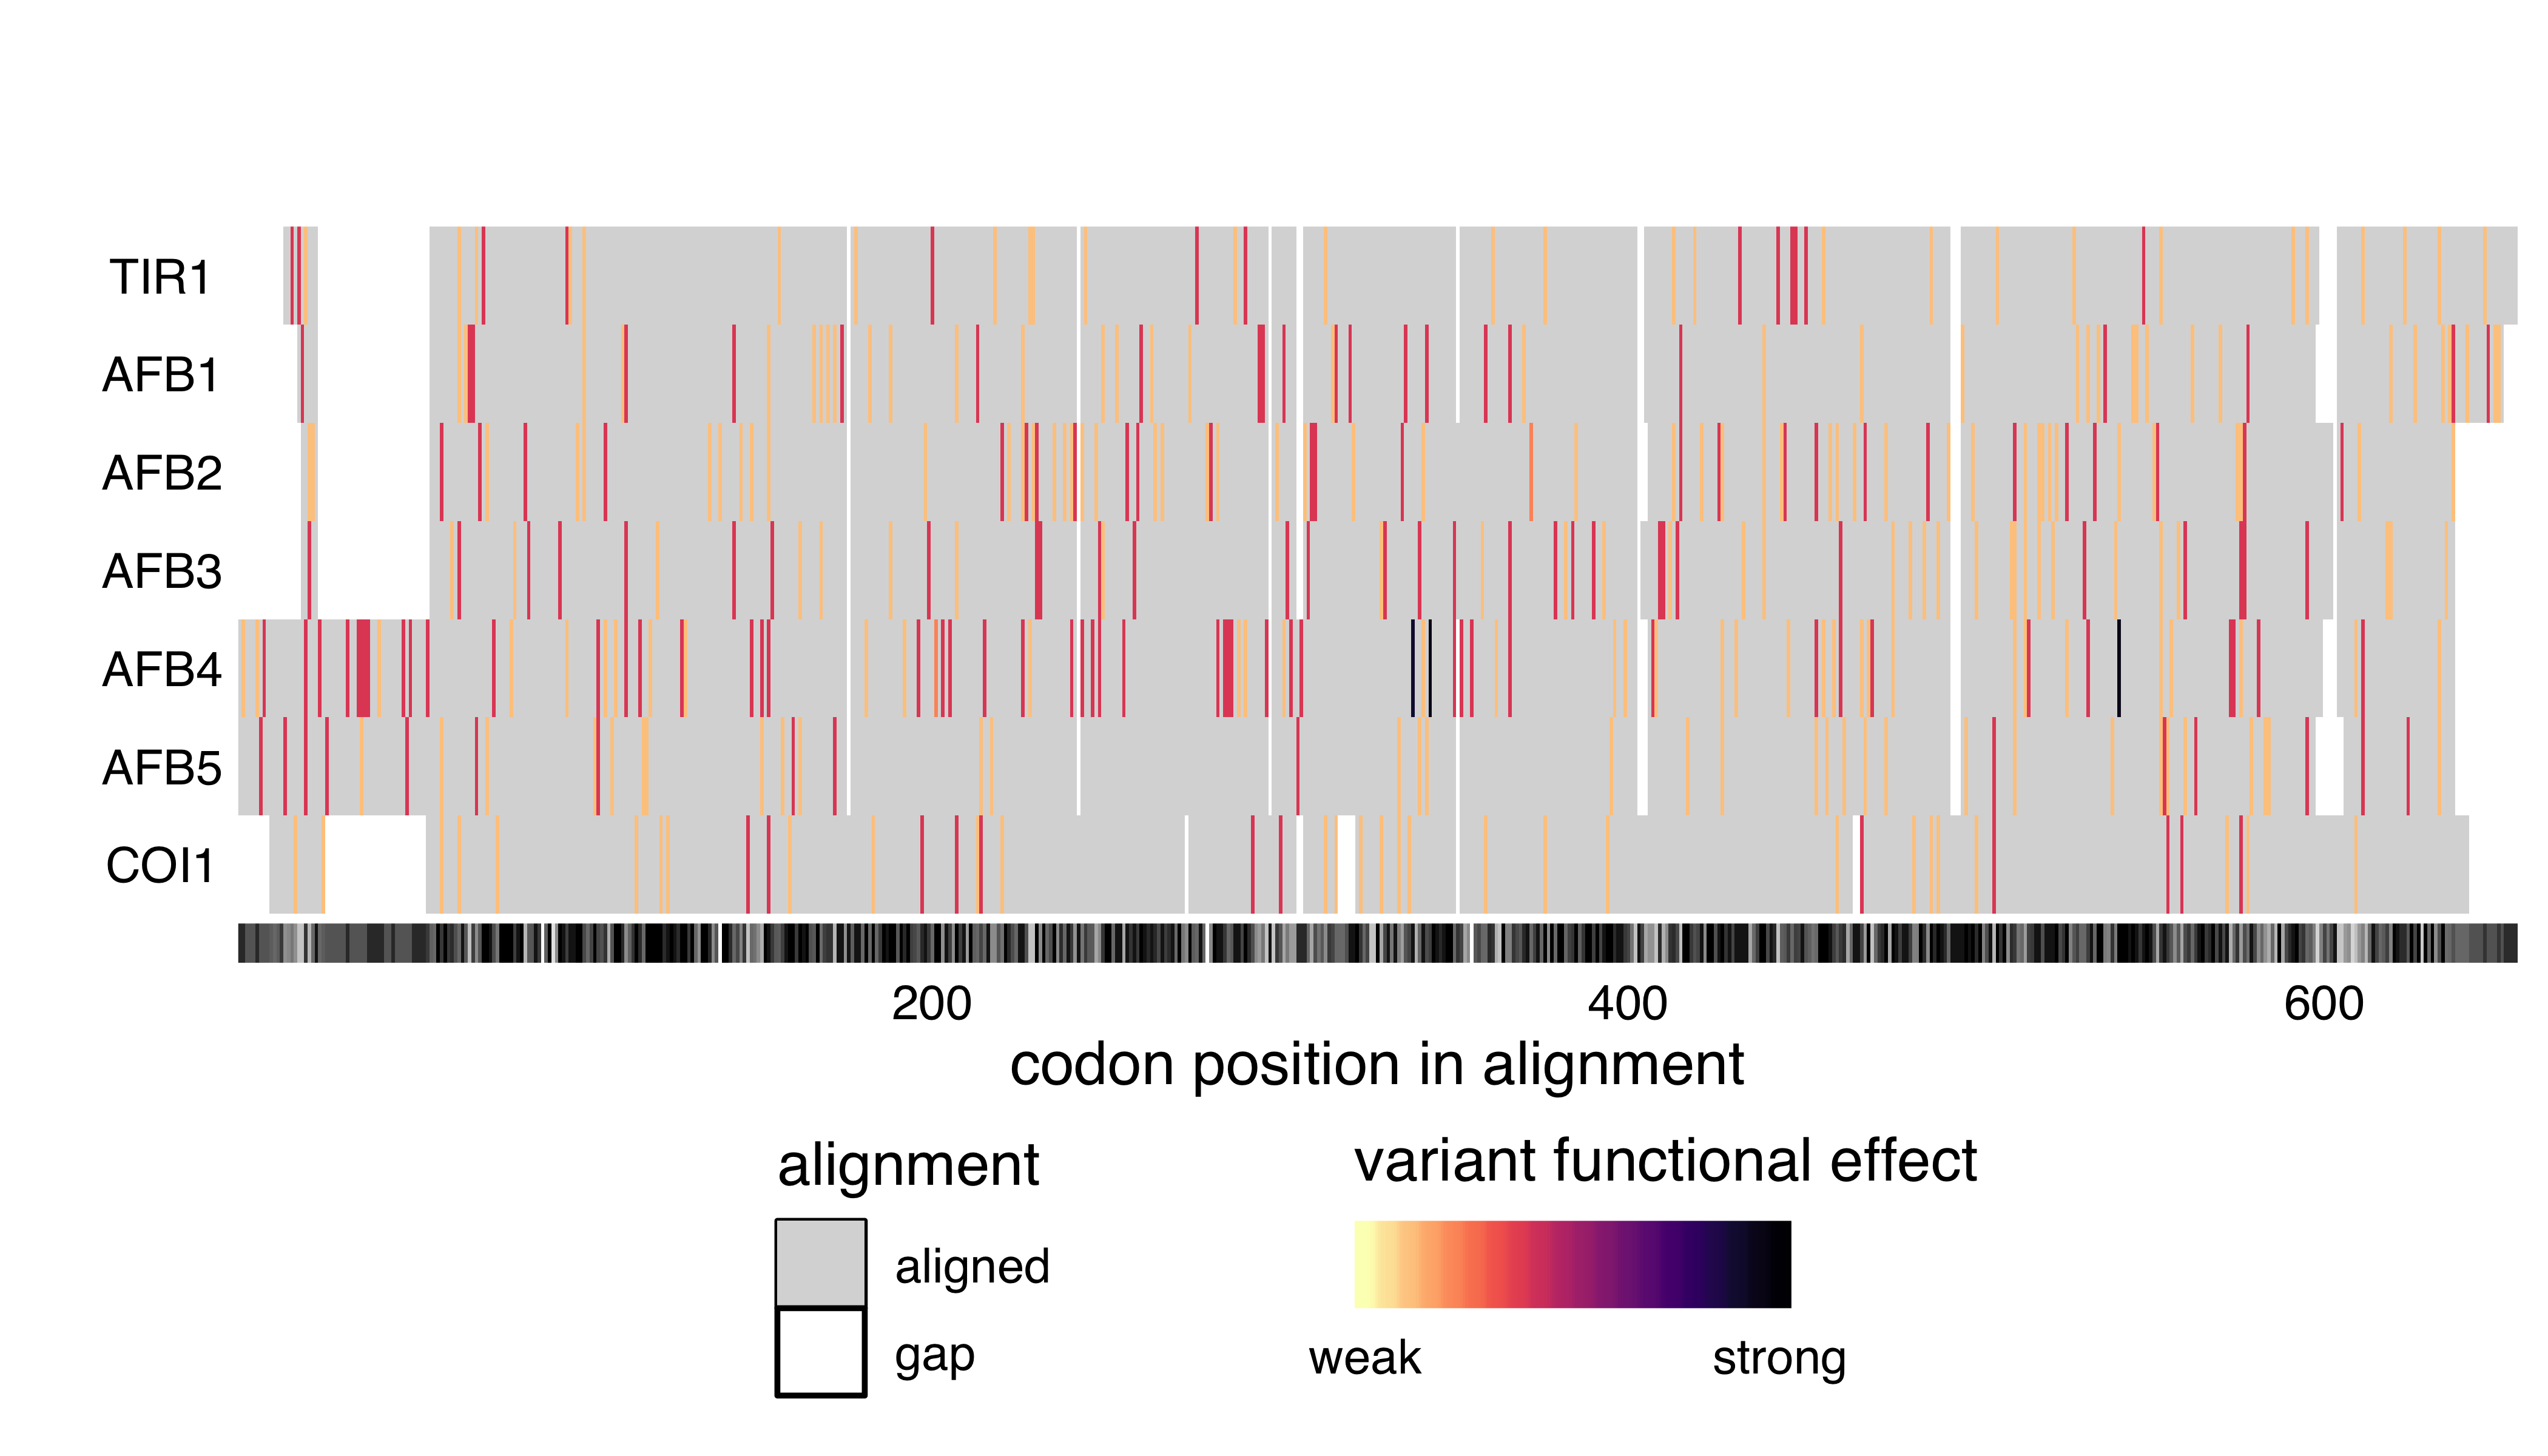 TIR1
AFB1
AFB2
AFB3
AFB4
AFB5
COI1
200 400 600
codon position in alignment
alignment
aligned
gap
variant functional effect
weak strong